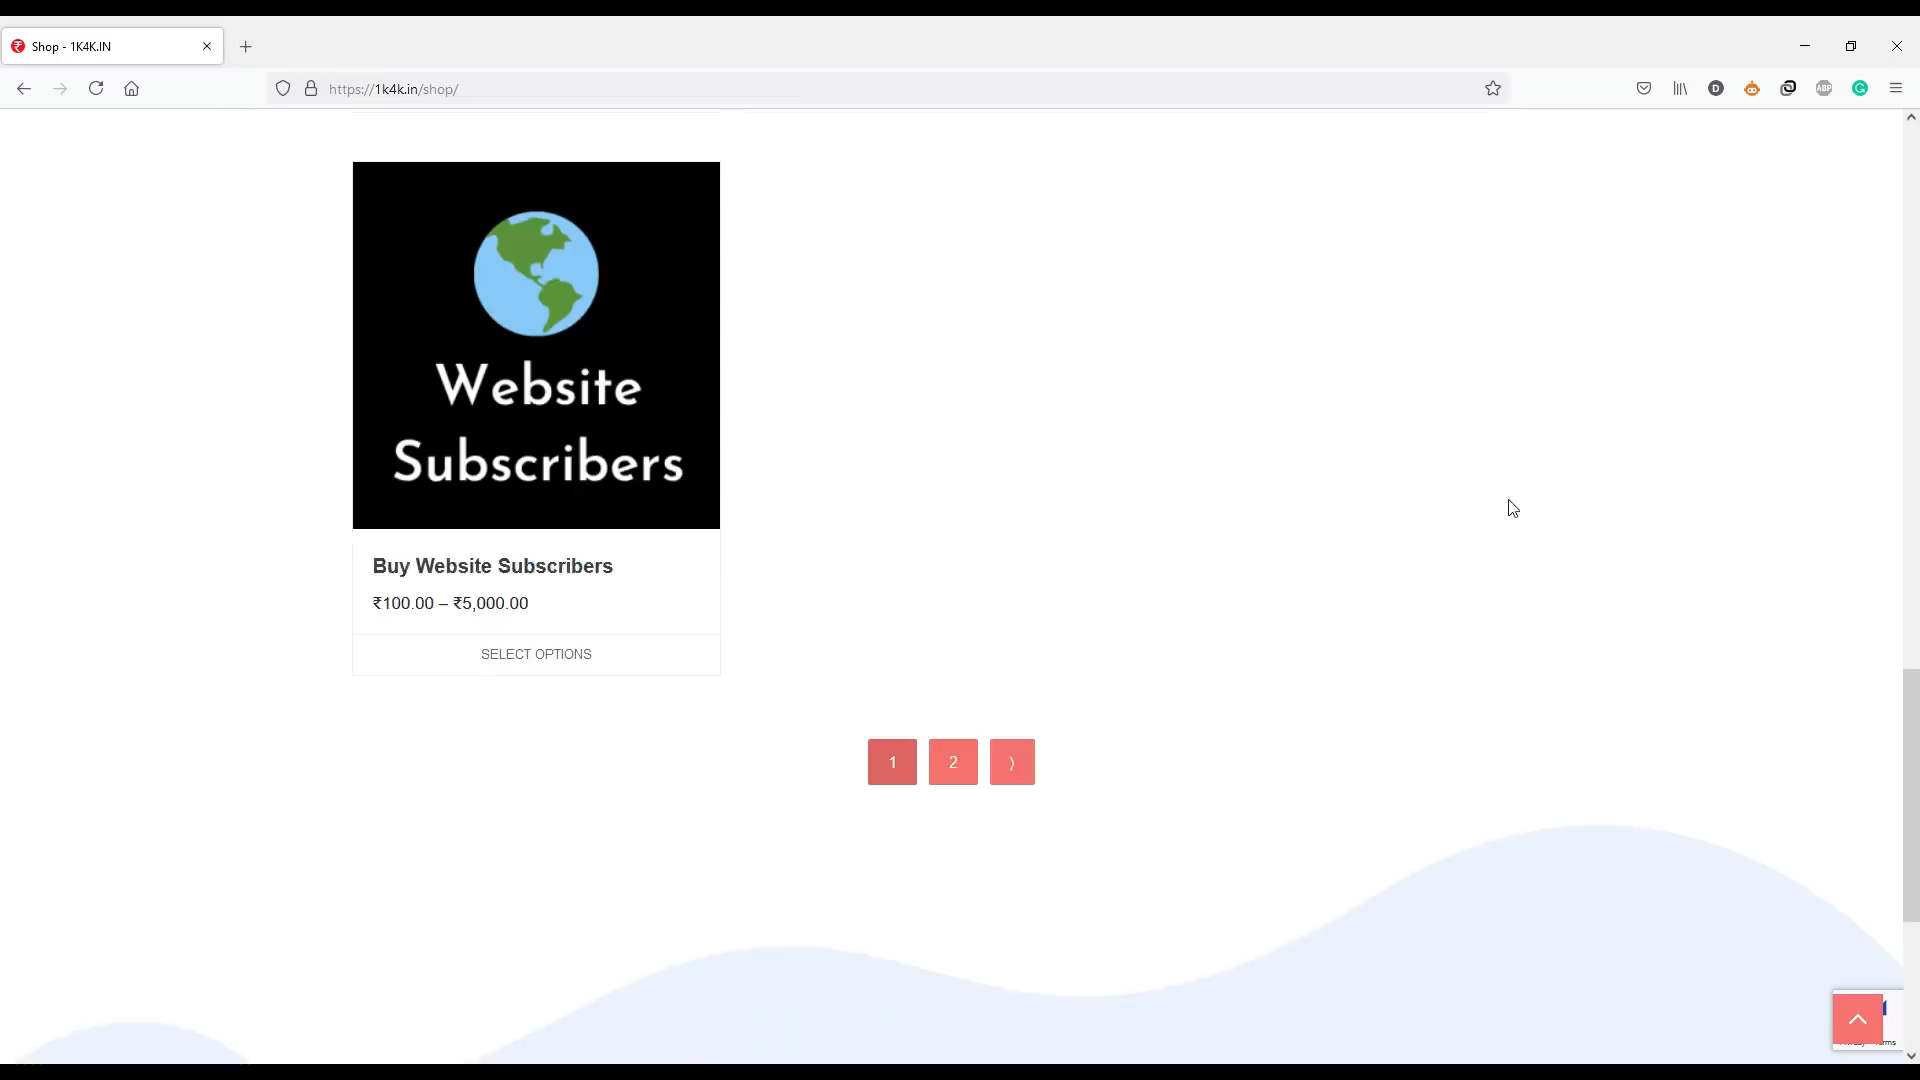 Shop - 1K4K.IN
https://1k4k.in/shop/
D
ABP
G
Website
Subscribers
Buy Website Subscribers
₹100.00 – ₹5,000.00
SELECT OPTIONS
1 2 ⟩